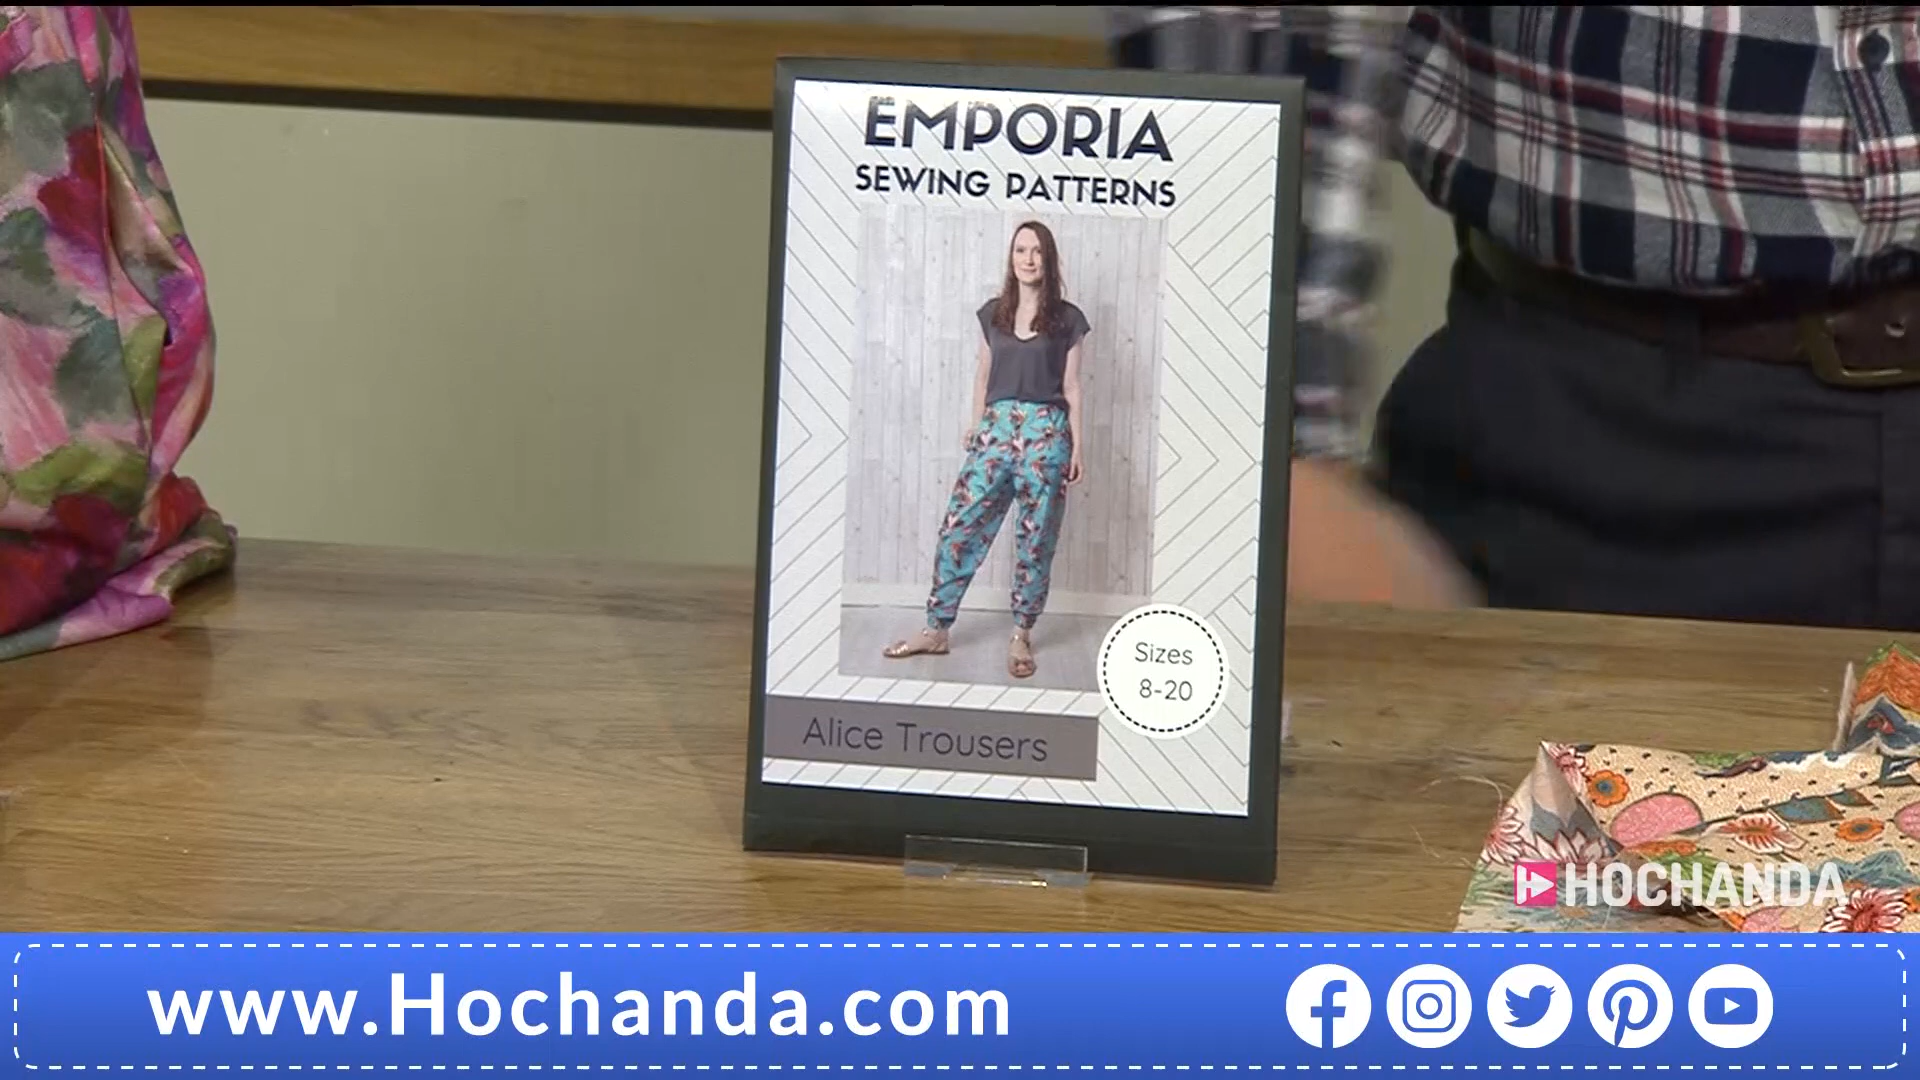 EMPORIA
SEWING PATTERNS
Sizes
8-20
Alice Trousers
HOCHANDA
www.Hochanda.com